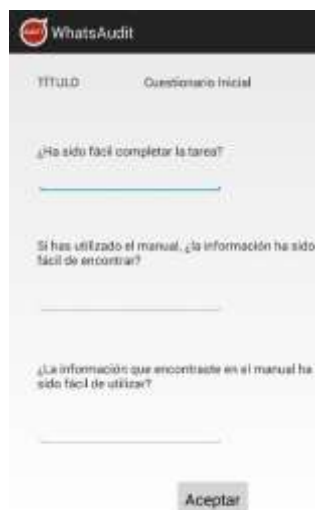 WhatsAudit
TÍTULO Cuestionario Inicial
¿Ha sido fácil completar la tarea?
Si has utilizado el manual, ¿la información ha sido
fácil de encontrar?
¿La información que encontraste en el manual ha
sido fácil de utilizar?
Aceptar